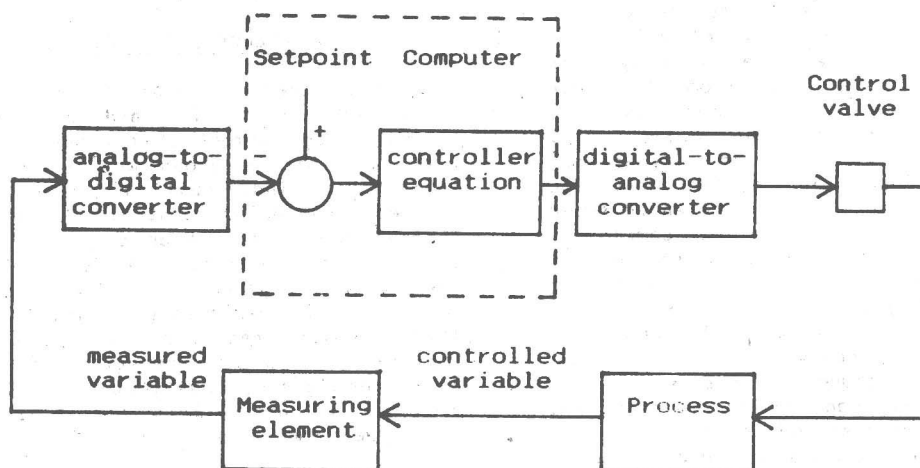 Setpoint Computer
Control
valve
+
-
analog-to-
digital
converter
controller
equation
digital-to-
analog
converter
measured
variable
controlled
variable
Measuring
element
Process